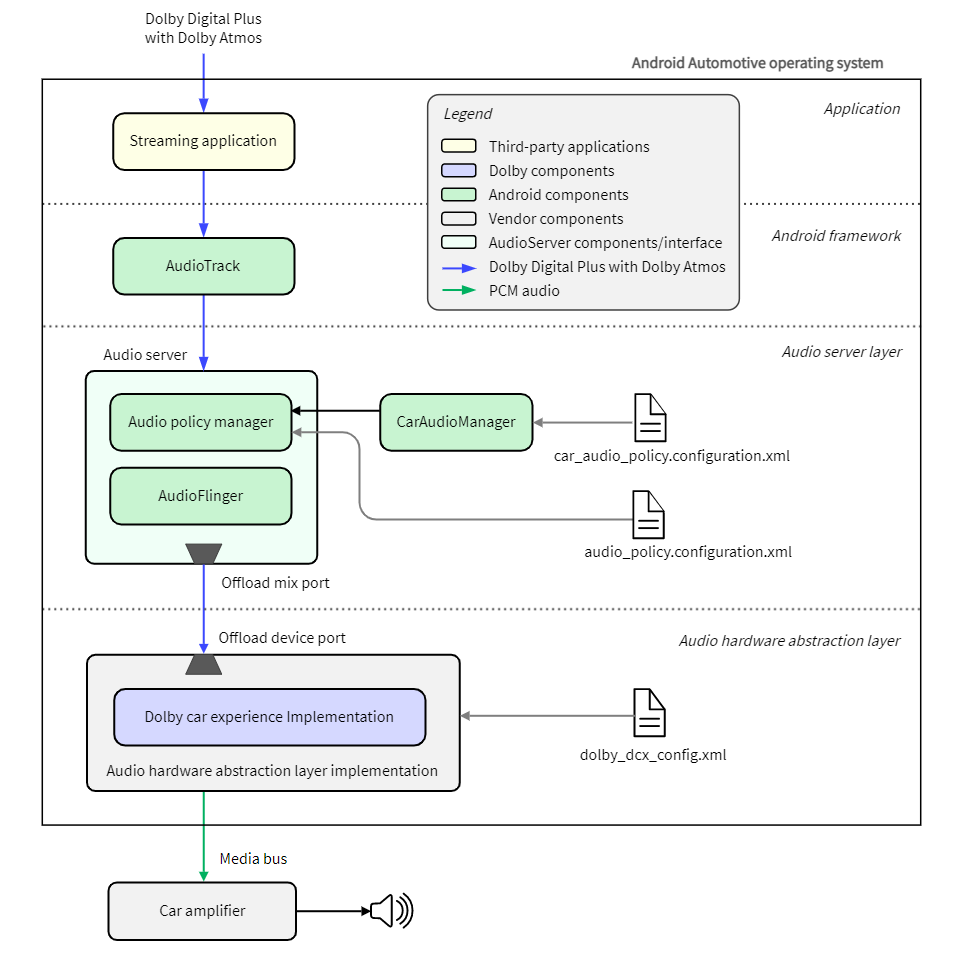 Dolby Digital Plus
with Dolby Atmos
Android Automotive operating system
Application
Legend
Third-party applications
Dolby components
Android components
Vendor components
AudioServer components/interface
Dolby Digital Plus with Dolby Atmos
PCM audio
Streaming application
Android framework
AudioTrack
Audio server layer
Audio server
Audio policy manager
CarAudioManager
car_audio_policy.configuration.xml
AudioFlinger
audio_policy.configuration.xml
Offload mix port
Offload device port
Audio hardware abstraction layer
Dolby car experience Implementation
dolby_dcx_config.xml
Audio hardware abstraction layer implementation
Media bus
Car amplifier